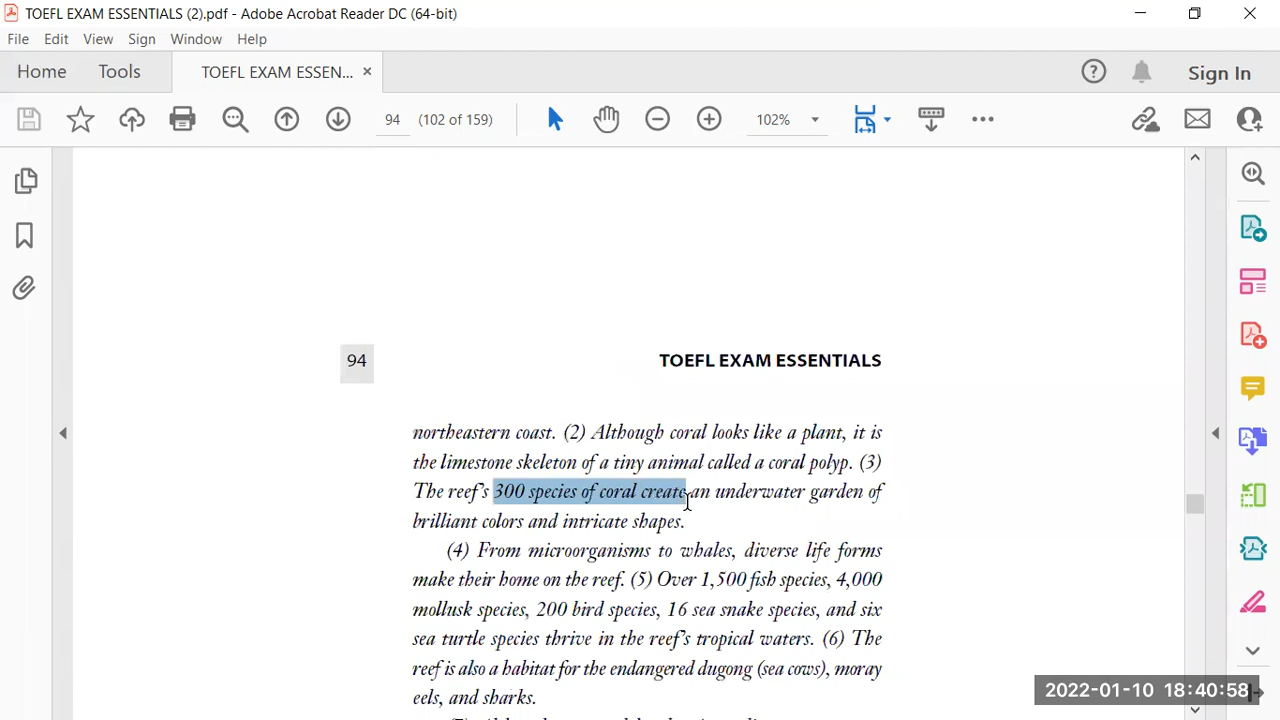 TOEFL EXAM ESSENTIALS (2).pdf - Adobe Acrobat Reader DC (64-bit)
File Edit View Sign Window Help
Home Tools TOEFL EXAM ESSEN... × Sign In
94 (102 of 159) 102%
94 TOEFL EXAM ESSENTIALS
northeastern coast. (2) Although coral looks like a plant, it is
the limestone skeleton of a tiny animal called a coral polyp. (3)
The reef's 300 species of coral create an underwater garden of
brilliant colors and intricate shapes.
(4) From microorganisms to whales, diverse life forms
make their home on the reef. (5) Over 1,500 fish species, 4,000
mollusk species, 200 bird species, 16 sea snake species, and six
sea turtle species thrive in the reef's tropical waters. (6) The
reef is also a habitat for the endangered dugong (sea cows), moray
eels, and sharks.
2022-01-10 18:40:58